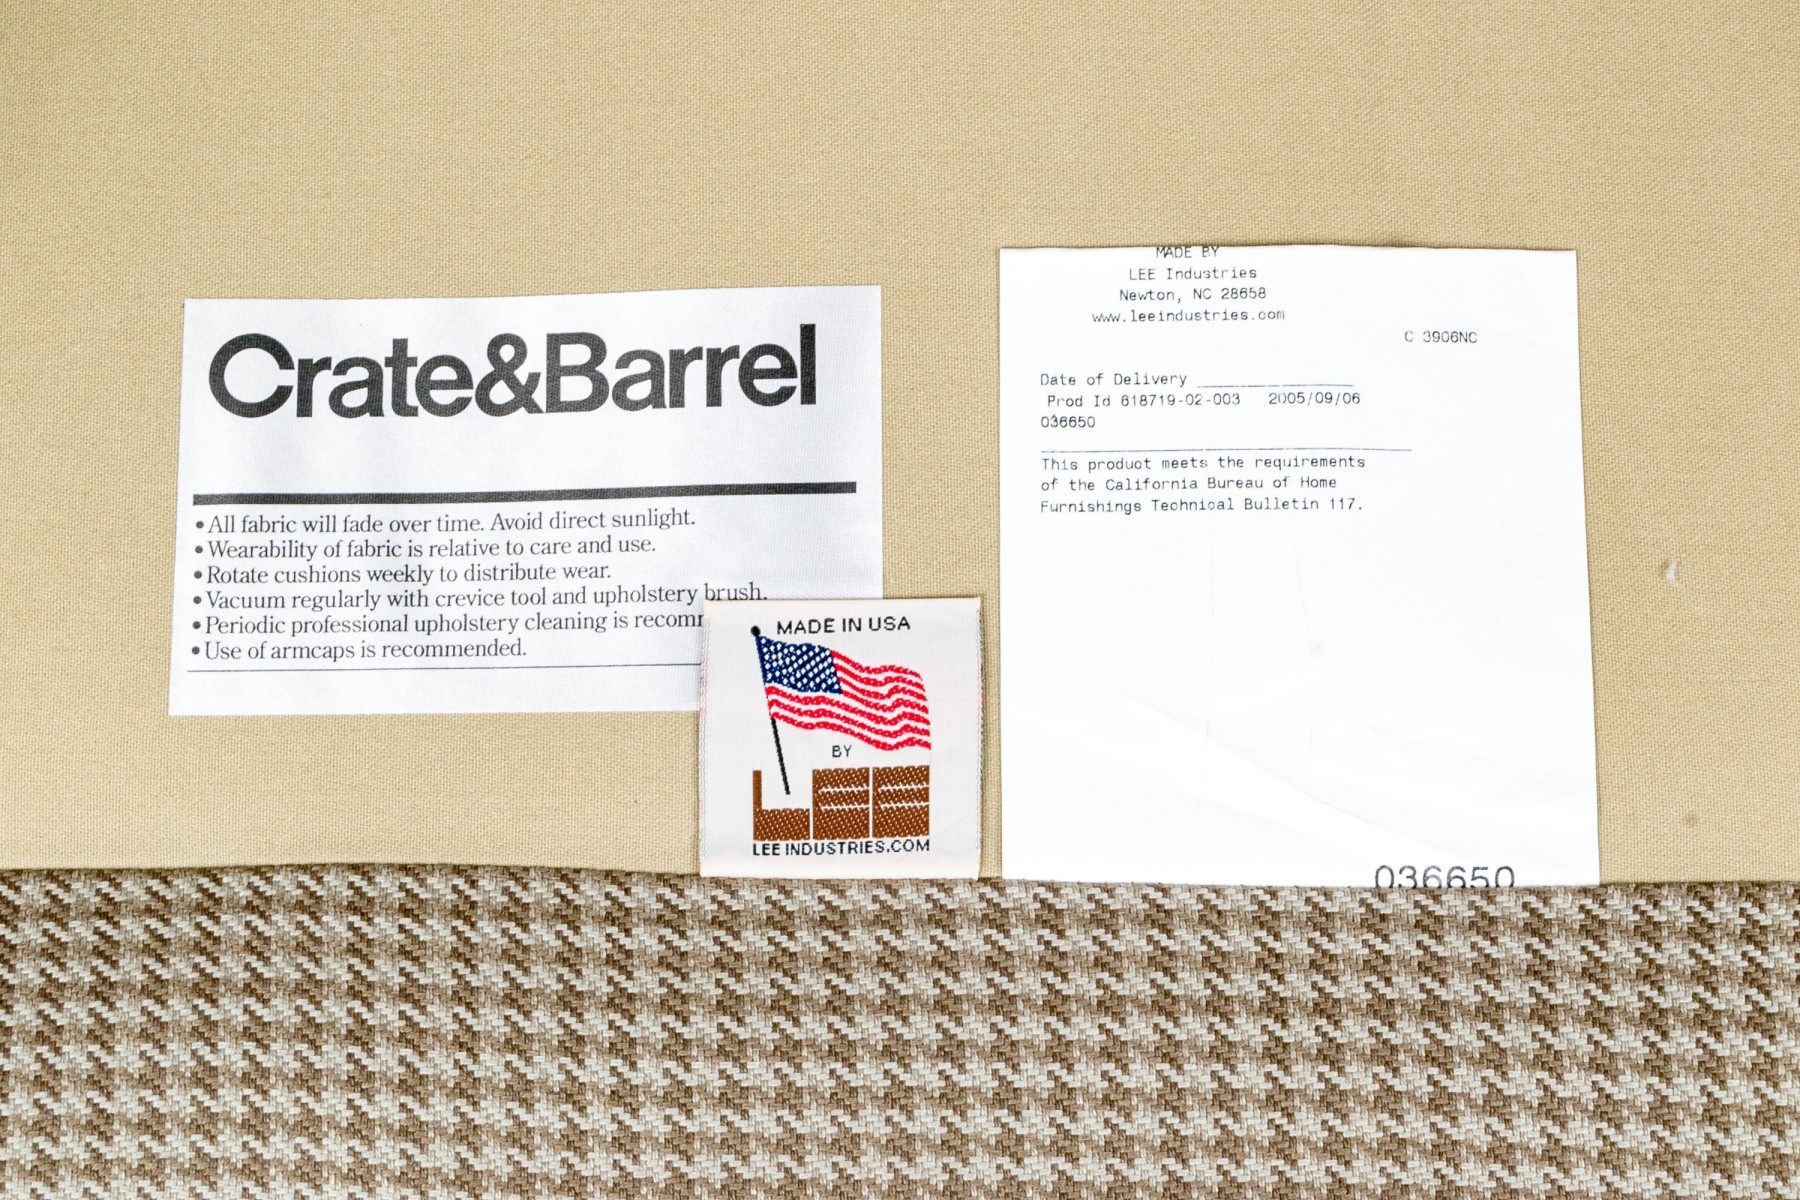 Crate&Barrel
• All fabric will fade over time. Avoid direct sunlight.
• Wearability of fabric is relative to care and use.
• Rotate cushions weekly to distribute wear.
• Vacuum regularly with crevice tool and upholstery brush.
• Periodic professional upholstery cleaning is
• Use of armcaps is recommended.
MADE IN USA
BY
LEE
LEE INDUSTRIES.COM
MADE BY
LEE Industries
Newton, NC 28658
www.leeindustries.com
C 3906NC
Date of Delivery
Prod Id 618719-02-003 2005/09/06
036650
This product meets the requirements
of the California Bureau of Home
Furnishings Technical Bulletin 117.
036650